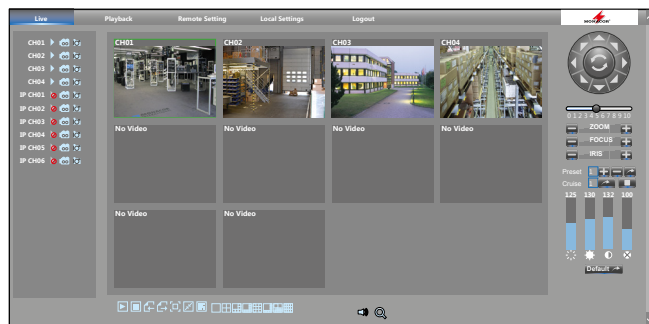 Live Playback Remote Setting Local Settings Logout
MONACOR
CH01
CH02
CH03
CH04
IP CH01
IP CH02
IP CH03
IP CH04
IP CH05
IP CH06
CH01 CH02 CH03 CH04
No Video No Video No Video No Video
No Video No Video
0 1 2 3 4 5 6 7 8 9 10
ZOOM
FOCUS
IRIS
Preset
Cruise
125 130 132 100
Default